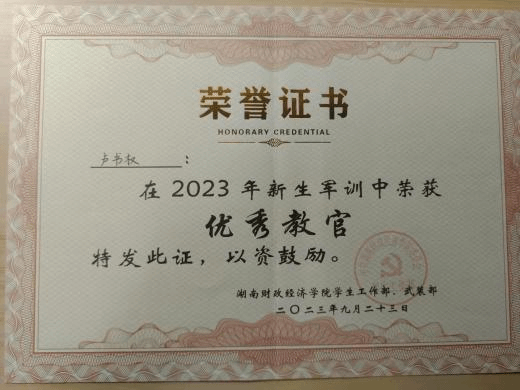 荣誉证书
HONORARY CREDENTIAL
卢书权：
在2023年新生军训中荣获
优秀教官
特发此证，以资鼓励。
湖南财政经济学院学生工作部、武装部
二〇二三年九月二十三日